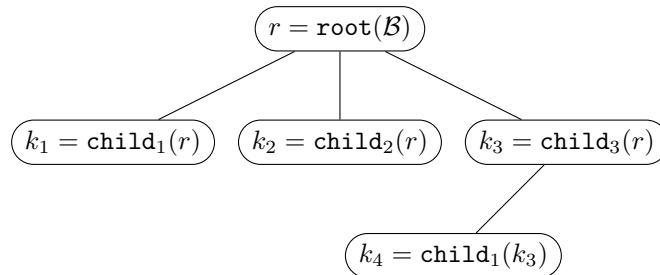 r = root(ℬ)
k₁ = child₁(r)
k₂ = child₂(r)
k₃ = child₃(r)
k₄ = child₁(k₃)